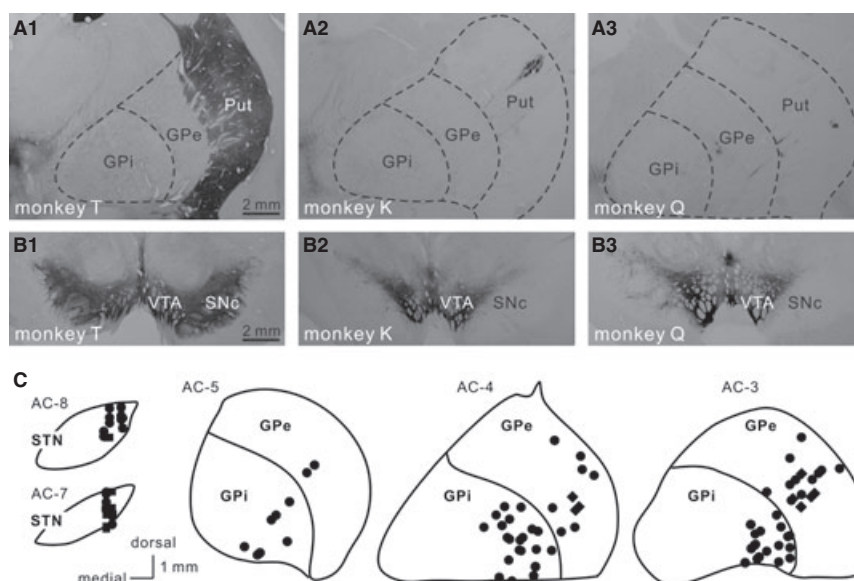 A1
Put
GPe
GPi
monkey T
2 mm
A2
Put
GPe
GPi
monkey K
A3
Put
GPe
GPi
monkey Q
B1
VTA
SNc
monkey T
2 mm
B2
VTA
SNc
monkey K
B3
VTA
SNc
monkey Q
C
AC-8
STN
AC-7
STN
dorsal
medial
1 mm
AC-5
GPe
GPi
AC-4
GPe
GPi
AC-3
GPe
GPi